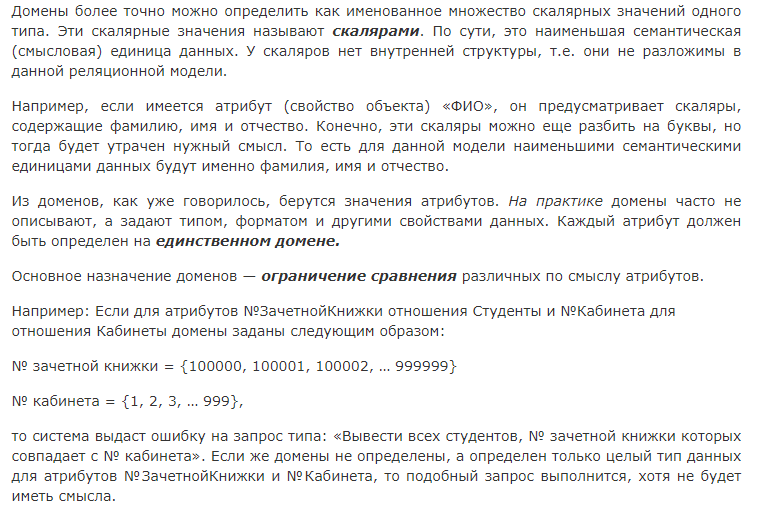 Домены более точно можно определить как именованное множество скалярных значений одного
типа. Эти скалярные значения называют скалярами. По сути, это наименьшая семантическая
(смысловая) единица данных. У скаляров нет внутренней структуры, т.е. они не разложимы в
данной реляционной модели.
Например, если имеется атрибут (свойство объекта) «ФИО», он предусматривает скаляры,
содержащие фамилию, имя и отчество. Конечно, эти скаляры можно еще разбить на буквы, но
тогда будет утрачен нужный смысл. То есть для данной модели наименьшими семантическими
единицами данных будут именно фамилия, имя и отчество.
Из доменов, как уже говорилось, берутся значения атрибутов. На практике домены часто не
описывают, а задают типом, форматом и другими свойствами данных. Каждый атрибут должен
быть определен на единственном домене.
Основное назначение доменов — ограничение сравнения различных по смыслу атрибутов.
Например: Если для атрибутов №ЗачетнойКнижки отношения Студенты и №Кабинета для
отношения Кабинеты домены заданы следующим образом:
№ зачетной книжки = {100000, 100001, 100002, … 999999}
№ кабинета = {1, 2, 3, … 999},
то система выдаст ошибку на запрос типа: «Вывести всех студентов, № зачетной книжки которых
совпадает с № кабинета». Если же домены не определены, а определен только целый тип данных
для атрибутов №ЗачетнойКнижки и №Кабинета, то подобный запрос выполнится, хотя не будет
иметь смысла.